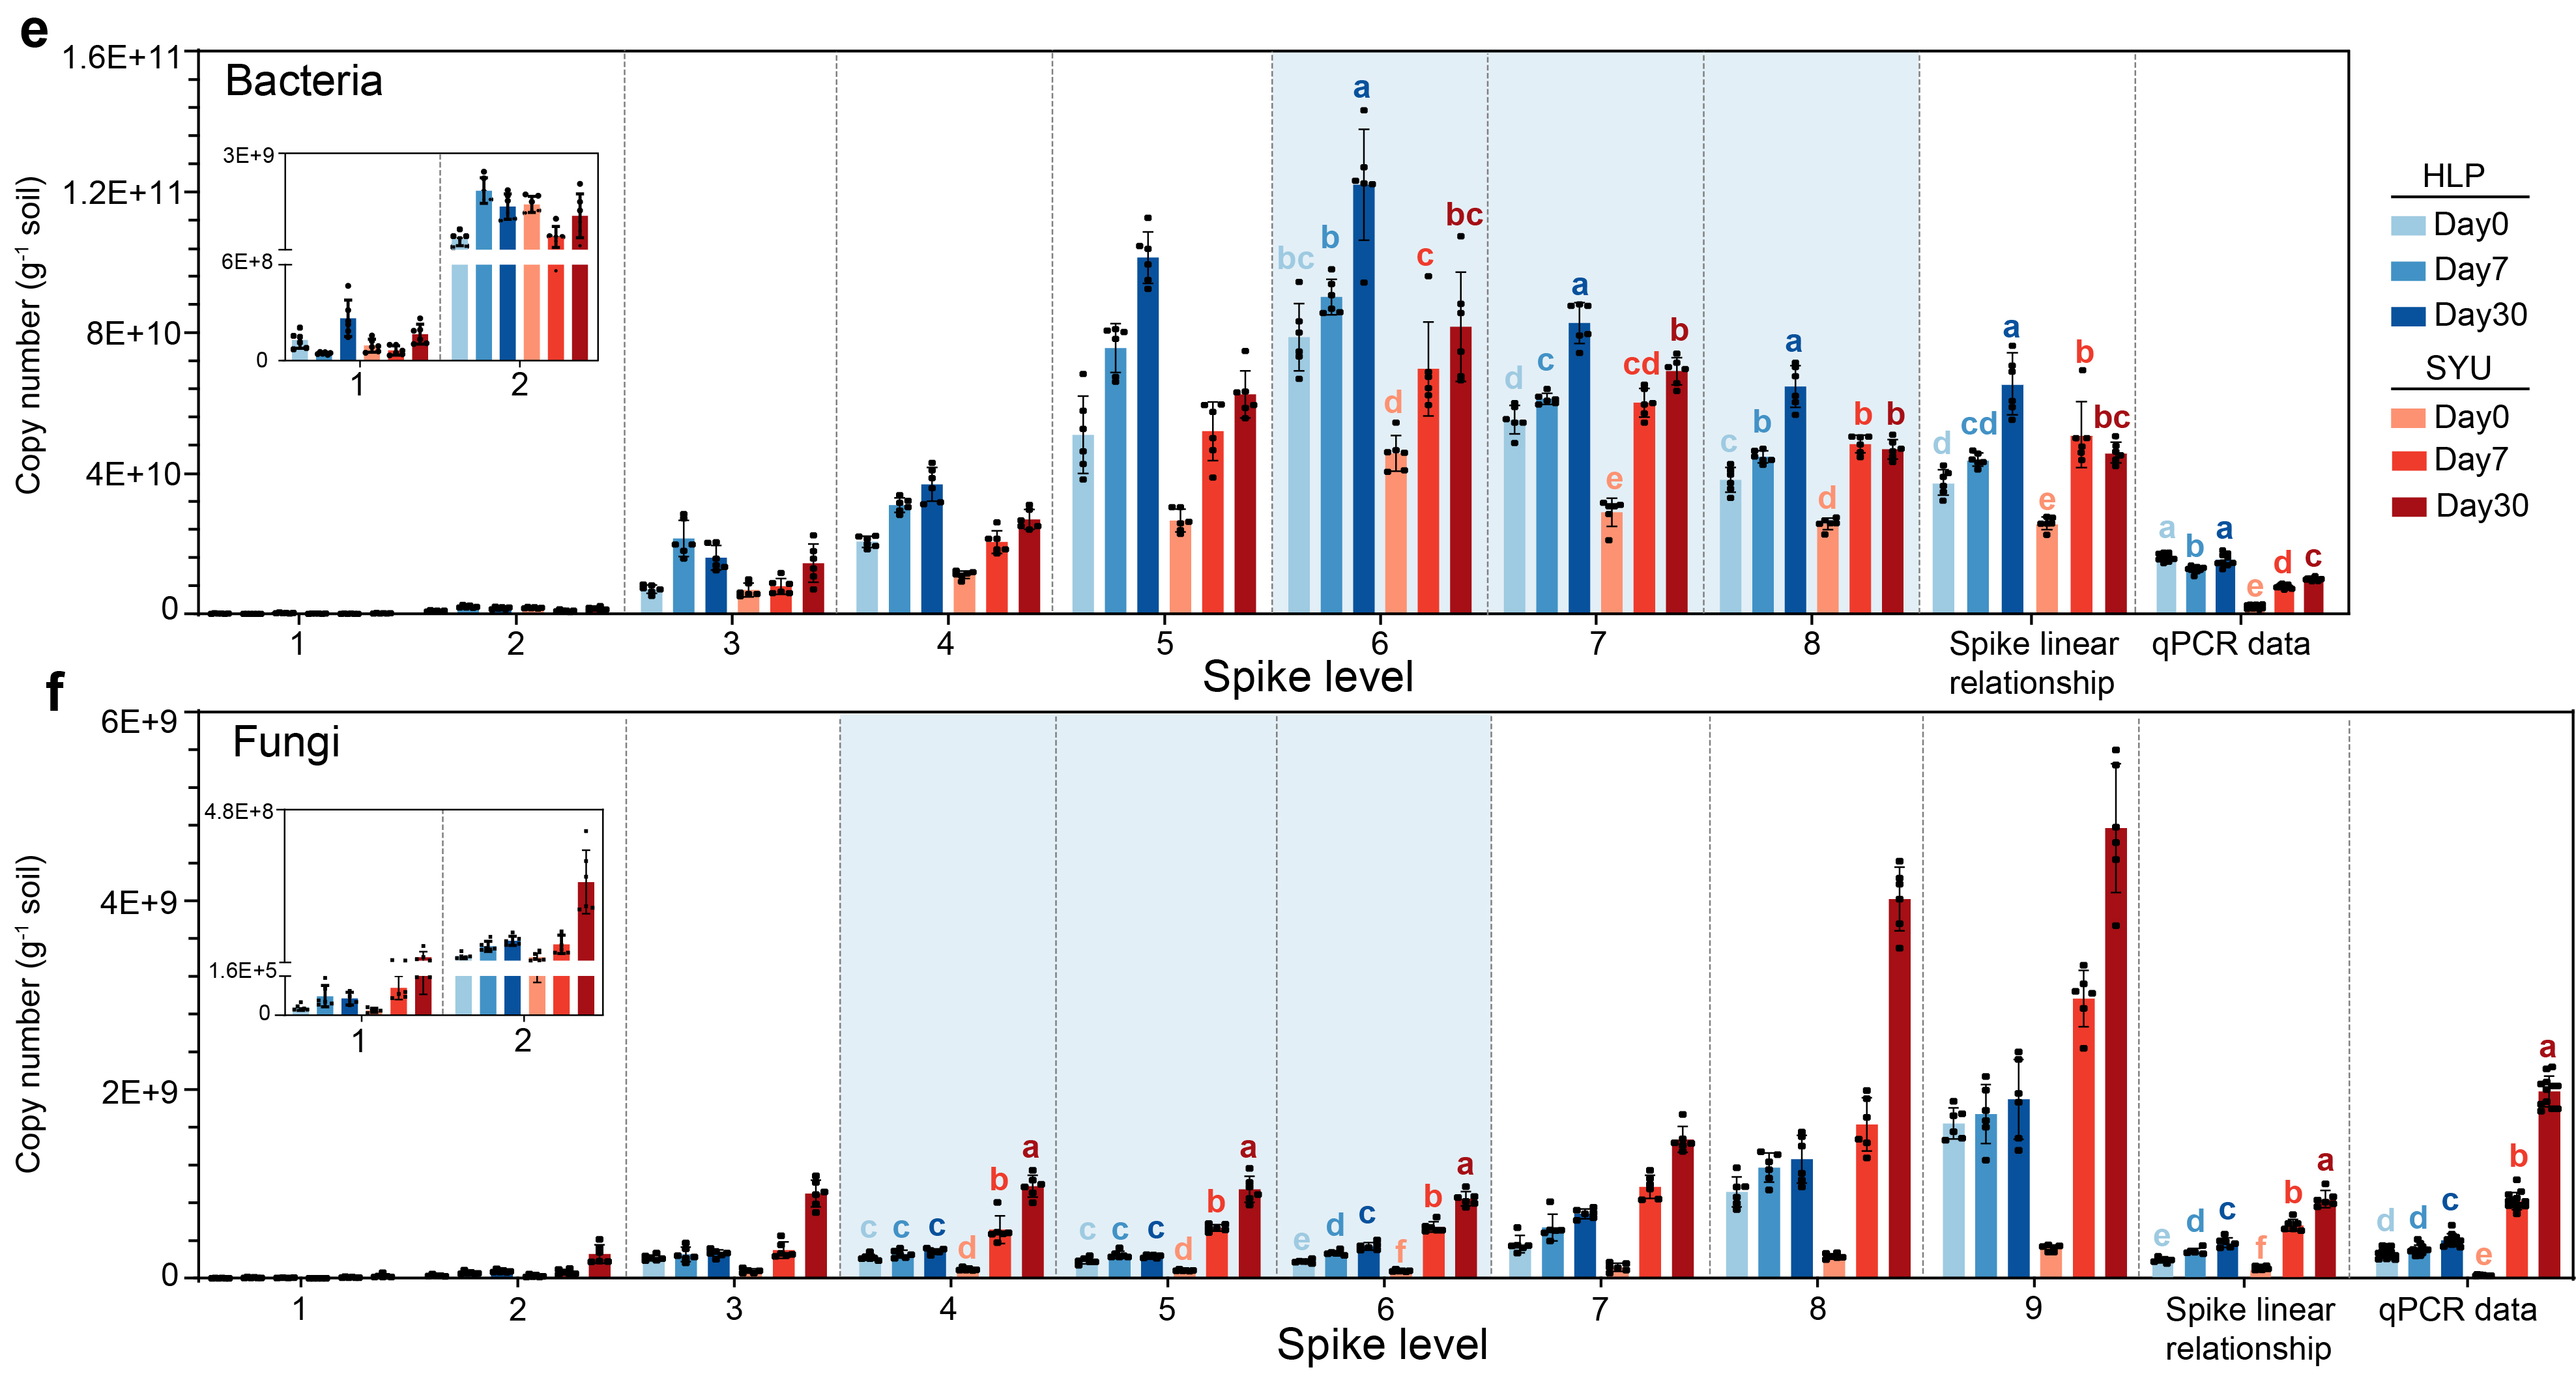 e
1.6E+11
1.2E+11
8E+10
4E+10
0
Copy number (g-1 soil)
Bacteria
3E+9
6E+8
0
1 2
bc b a d c bc
d c a e cd b
c b a d b b
d cd a e b bc
a b a e d c
1 2 3 4 5 6 7 8 Spike linear relationship qPCR data
Spike level
HLP
Day0
Day7
Day30
SYU
Day0
Day7
Day30
f
6E+9
4E+9
2E+9
0
Copy number (g-1 soil)
Fungi
4.8E+8
1.6E+5
0
1 2
c c c d b a
c c c d b a
e d c f b a
e d c f b a
d d c e b a
1 2 3 4 5 6 7 8 9 Spike linear relationship qPCR data
Spike level